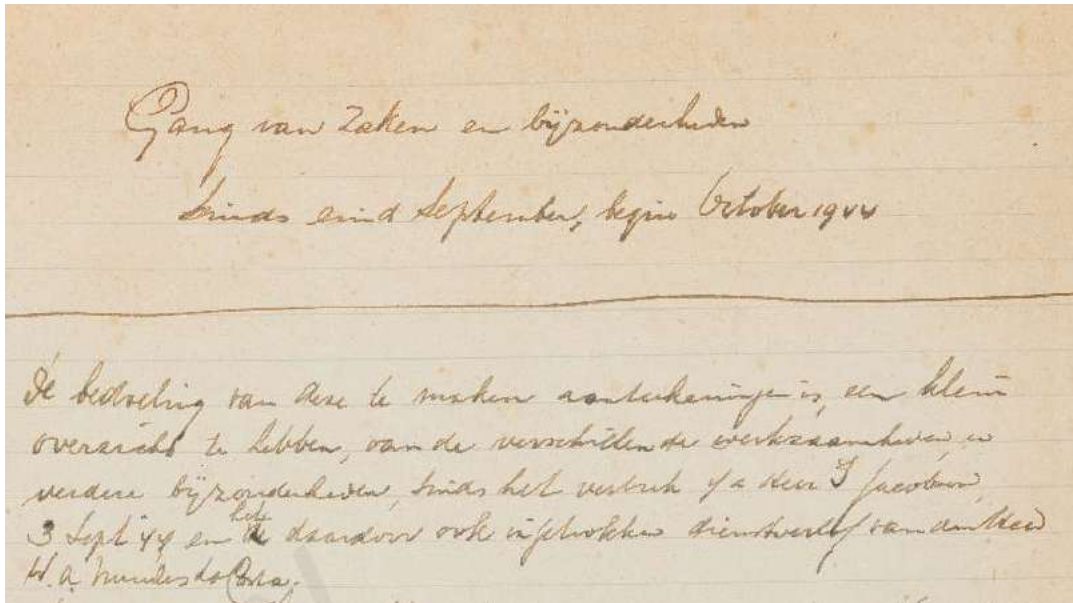 Gang van Zaken en bijzonderheden
Sinds eind September, begin October 1944
De bedoeling van deze te maken aanteekeningen is, een klein
overzicht te hebben, van de verschillende werkzaamheden, en
verdere bijzonderheden, sinds het vertrek v/d Heer J Jacobson
3 Sept '44 en het daardoor ook ingetrokken dienstverlof van den Heer
H. A. Mendes da Costa.